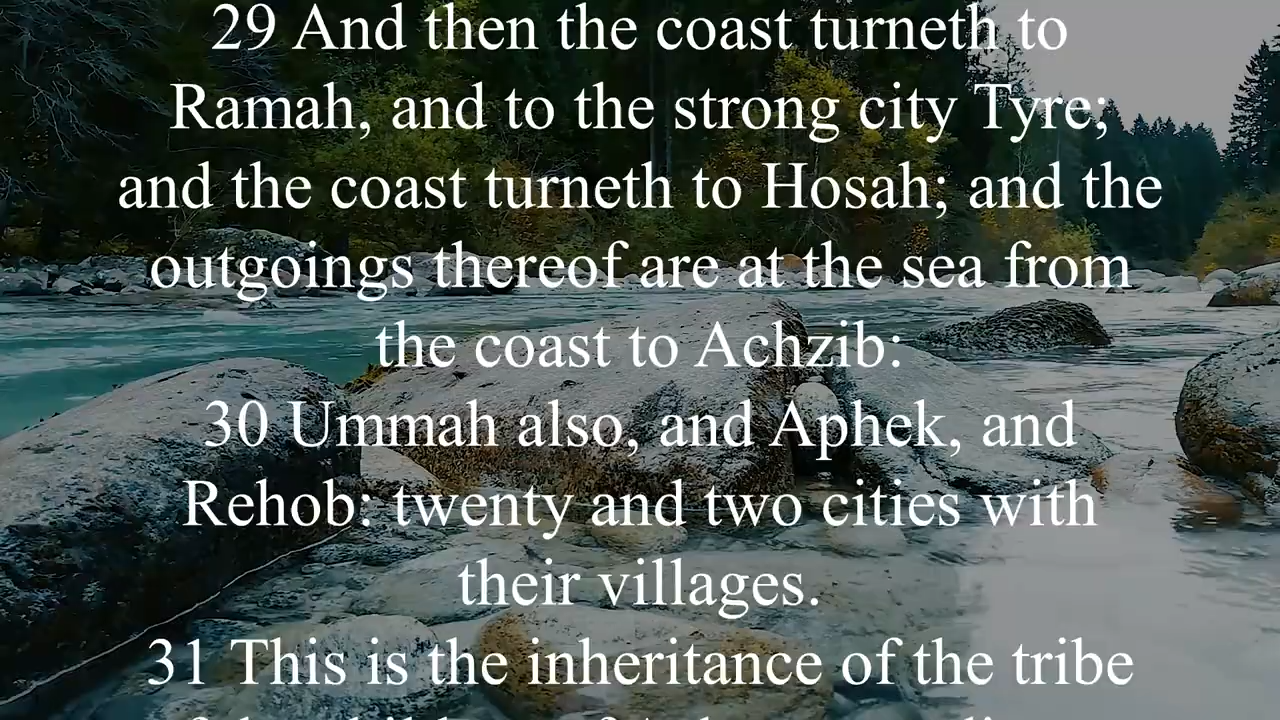 29 And then the coast turneth to
Ramah, and to the strong city Tyre;
and the coast turneth to Hosah; and the
outgoings thereof are at the sea from
the coast to Achzib:
30 Ummah also, and Aphek, and
Rehob: twenty and two cities with
their villages.
31 This is the inheritance of the tribe